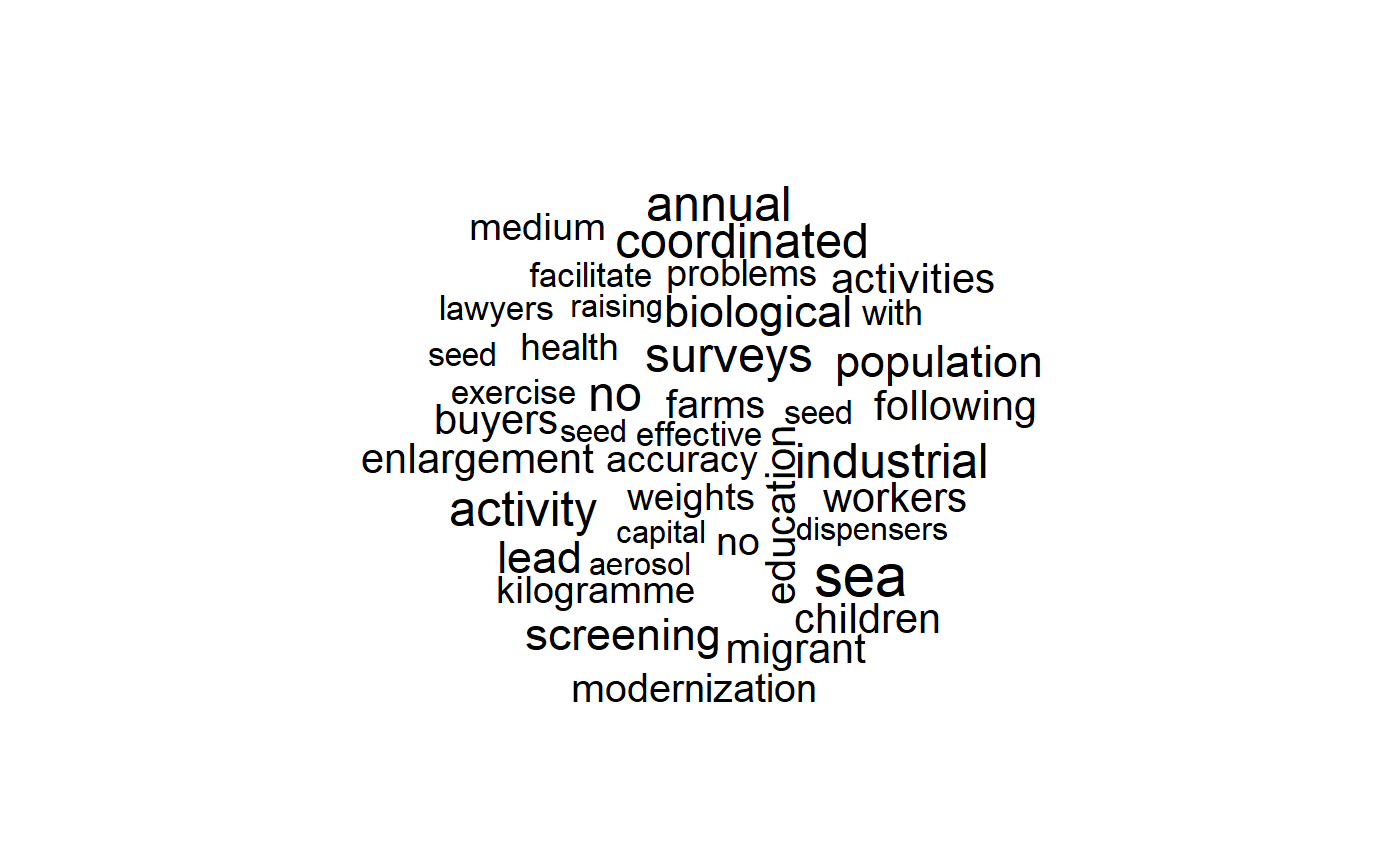 annual
medium
coordinated
facilitate problems activities
lawyers raising biological with
seed health surveys population
exercise no farms seed following
buyers seed effective
enlargement accuracy education industrial
activity weights workers
capital no dispensers
lead aerosol sea
kilogramme
children
screening migrant
modernization